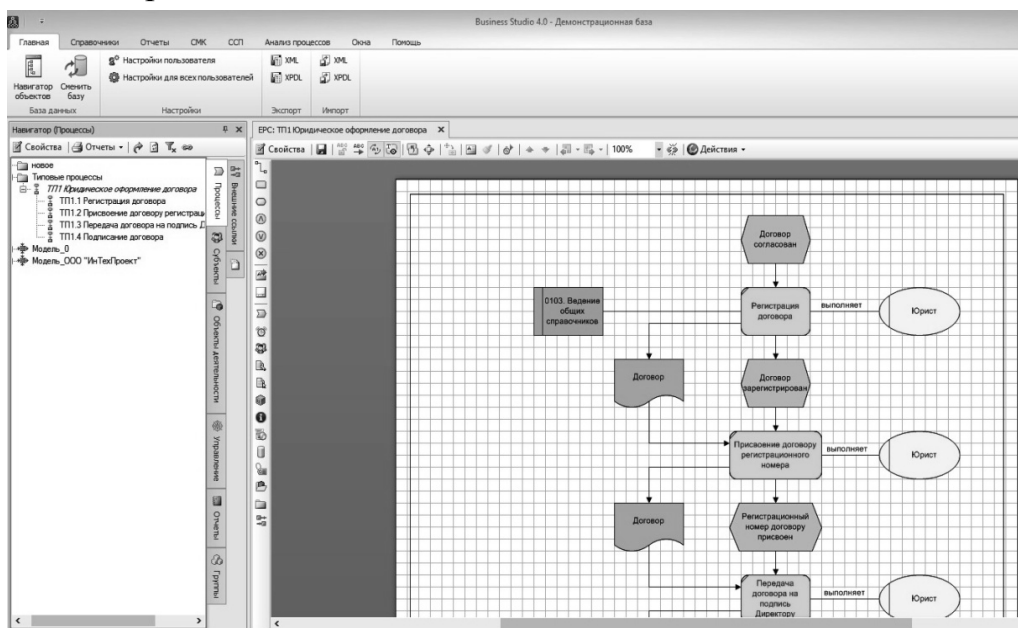 Business Studio 4.0 - Демонстрационная база
Главная Справочники Отчеты СМК ССП Анализ процессов Окна Помощь
Навигатор объектов
Сменить базу
Настройки пользователя
Настройки для всех пользователей
XML XML
XPDL XPDL
База данных Настройки Экспорт Импорт
Навигатор (Процессы)
Свойства Отчеты
новое
Типовые процессы
ТП1 Юридическое оформление договора
ТП1.1 Регистрация договора
ТП1.2 Присвоение договору регистраци
ТП1.3 Передача договора на подпись Д
ТП1.4 Подписание договора
Модель_0
Модель_ООО "ИнТехПроект"
Процессы
Внешние ссылки
Субъекты
Объекты деятельности
Управление
Отчеты
Группы
EPC: ТП1 Юридическое оформление договора
Свойства ABC ABC 100% Действия
Договор
согласован
0103. Ведение
общих
справочников
Регистрация
договора
выполняет
Юрист
Договор
Договор
зарегистрирован
Присвоение договору
регистрационного
номера
выполняет
Юрист
Договор
Регистрационный
номер договору
присвоен
Передача
договора на
подпись
Директору
выполняет
Юрист